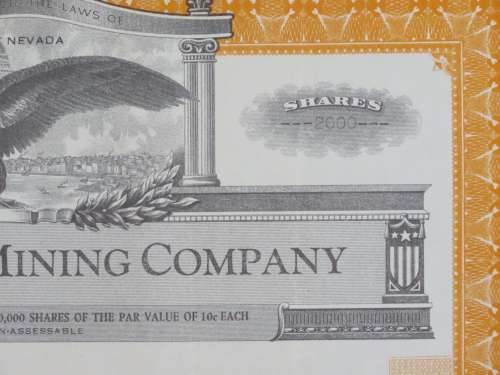 THE LAWS OF
NEVADA
SHARES
---2000---
MINING COMPANY
0,000 SHARES OF THE PAR VALUE OF 10c EACH
N-ASSESSABLE